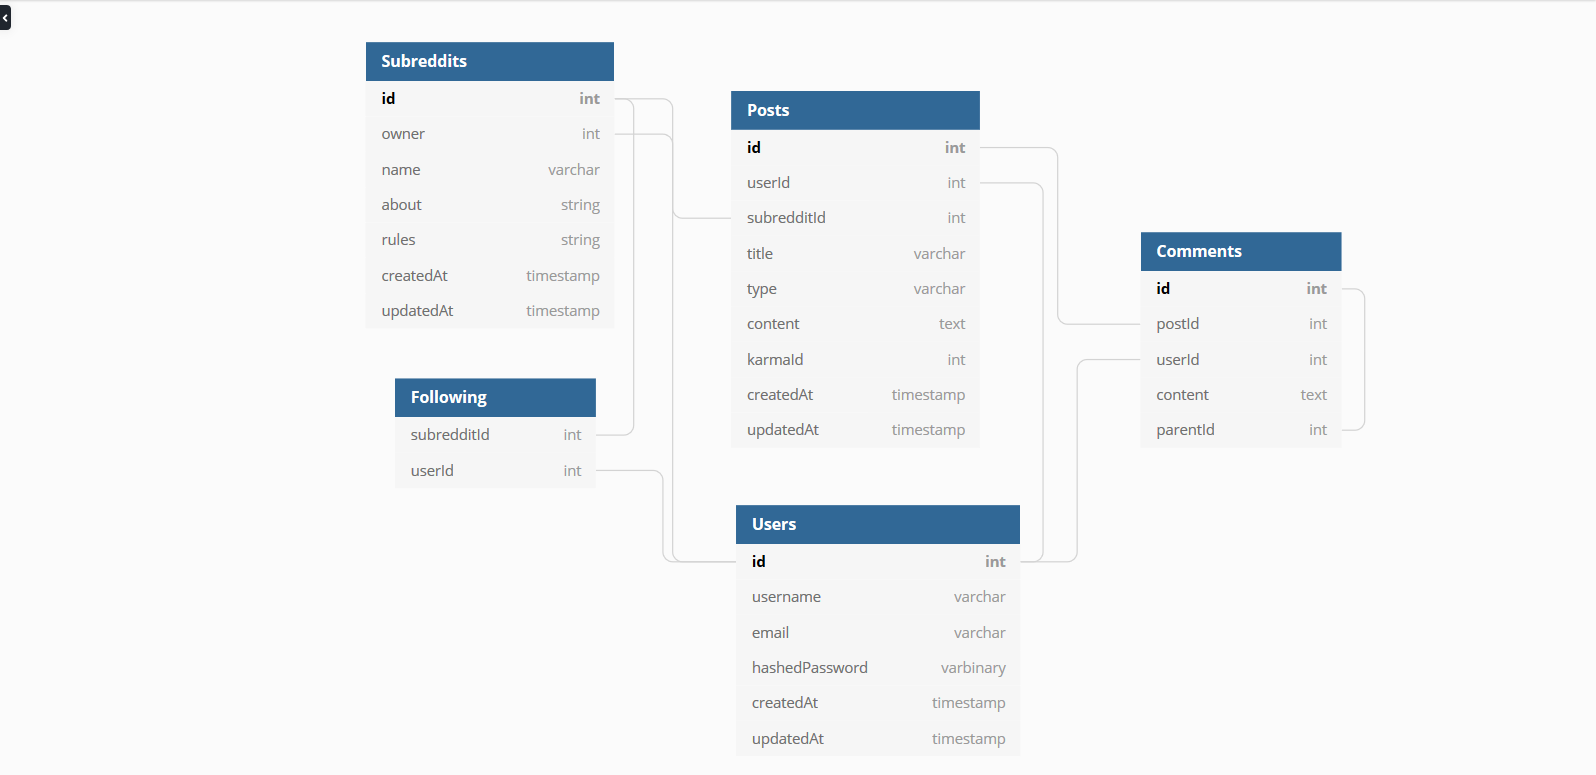 Subreddits
id int
owner int
name varchar
about string
rules string
createdAt timestamp
updatedAt timestamp
Following
subredditId int
userId int
Posts
id int
userId int
subredditId int
title varchar
type varchar
content text
karmaId int
createdAt timestamp
updatedAt timestamp
Users
id int
username varchar
email varchar
hashedPassword varbinary
createdAt timestamp
updatedAt timestamp
Comments
id int
postId int
userId int
content text
parentId int